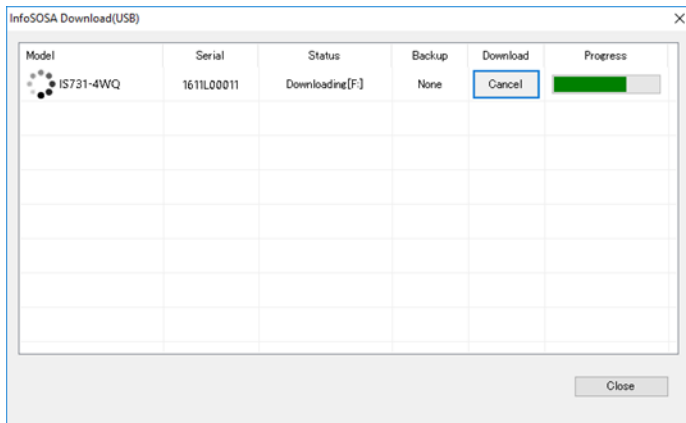 InfoSOSA Download(USB)
Model Serial Status Backup Download Progress
IS731-4WQ 1611L00011 Downloading[F:] None Cancel
Close